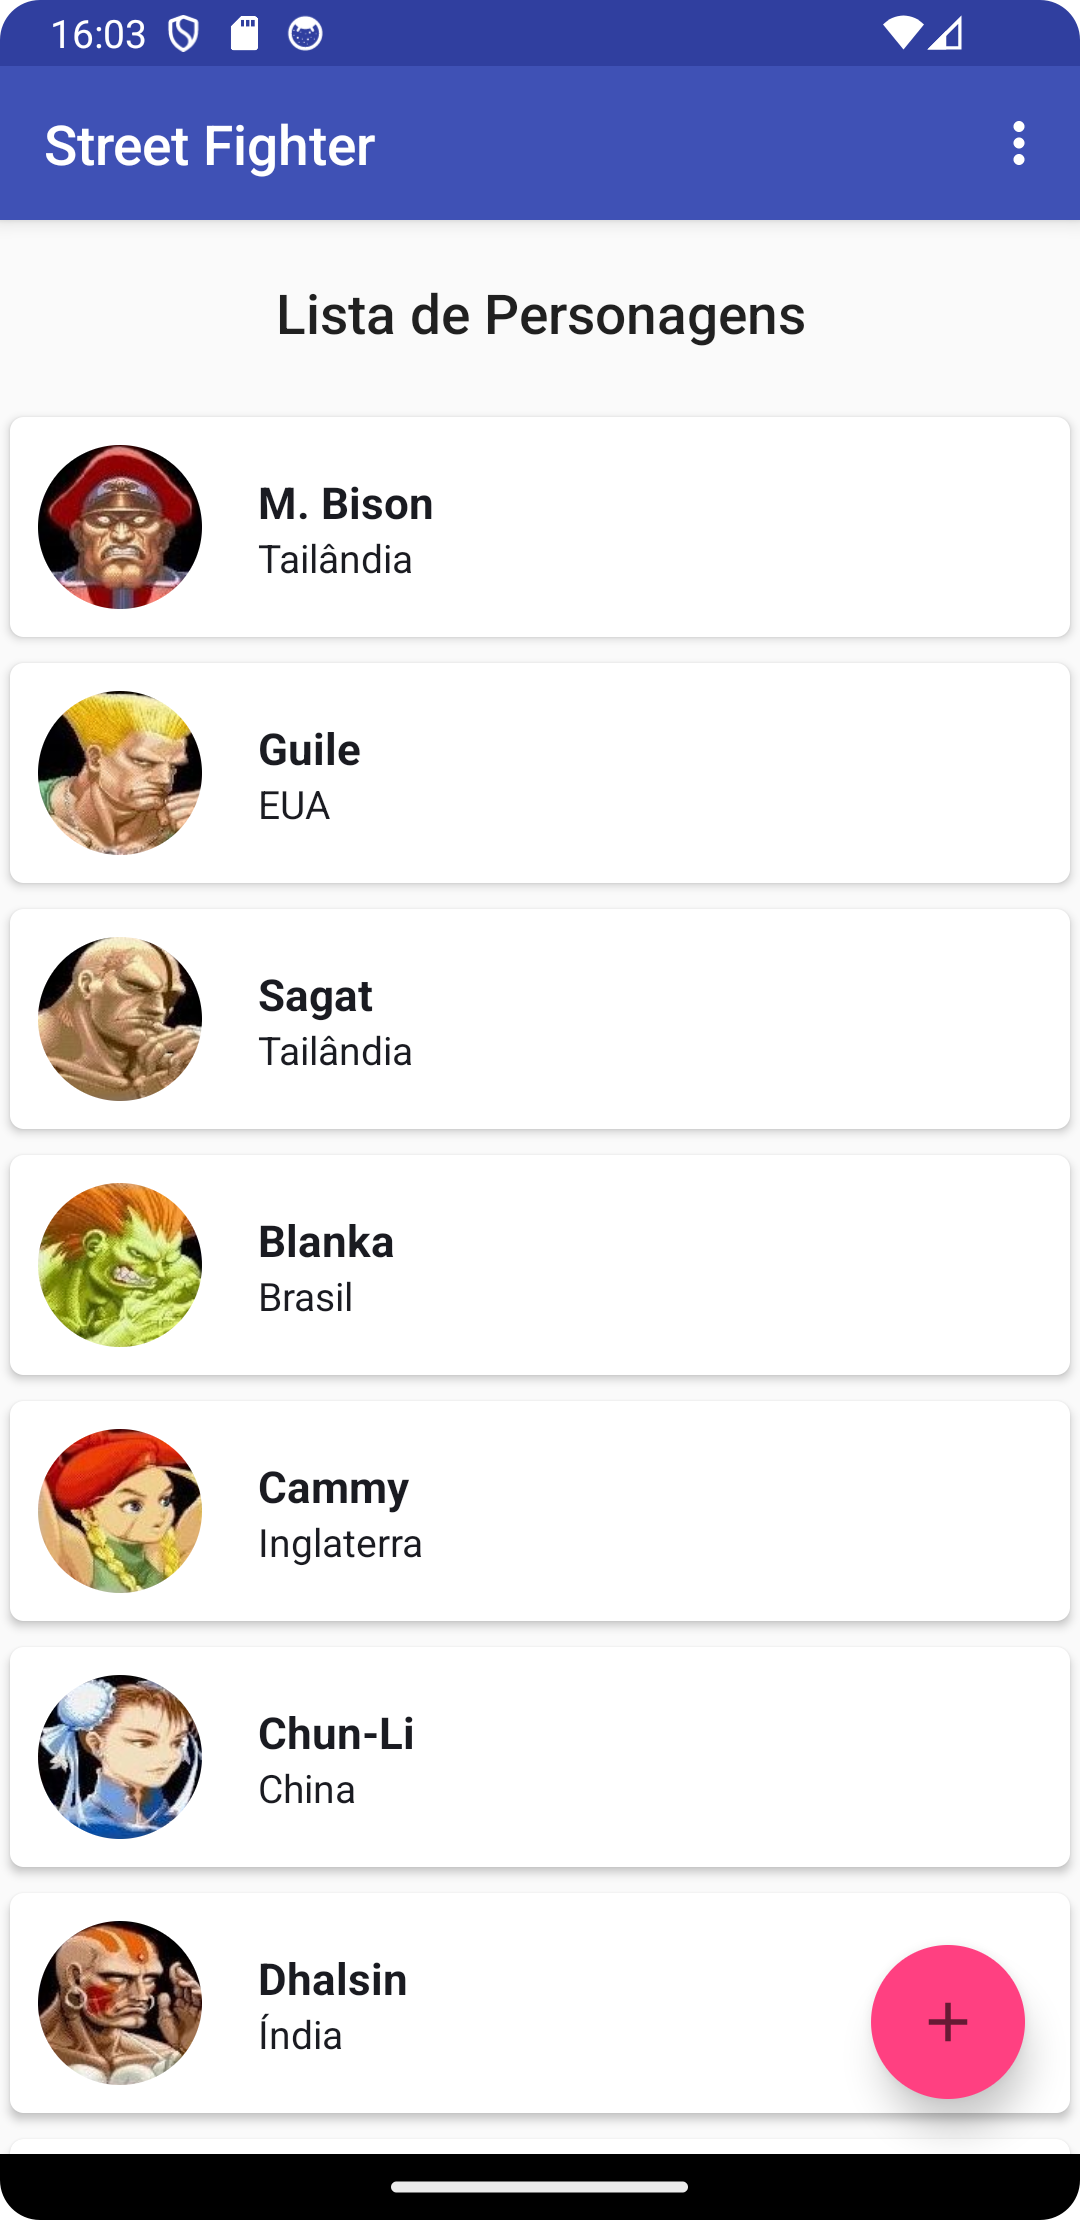 16:03
Street Fighter
Lista de Personagens
M. Bison
Tailândia
Guile
EUA
Sagat
Tailândia
Blanka
Brasil
Cammy
Inglaterra
Chun-Li
China
Dhalsin
Índia